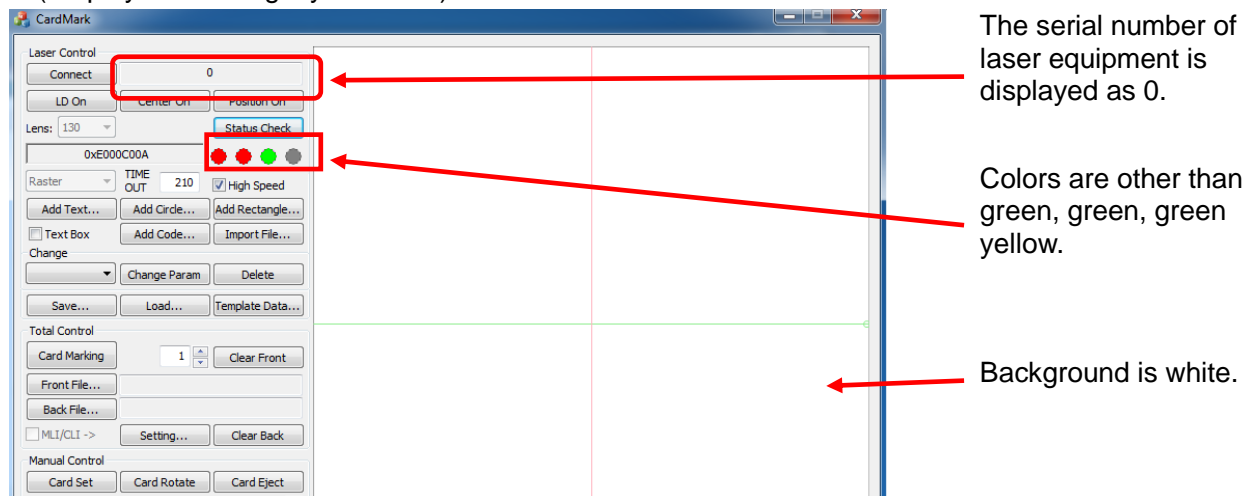 CardMark
Laser Control
Connect 0
LD On Center On Position On
Lens: 130 Status Check
0xE000C00A
Raster TIME OUT 210 High Speed
Add Text... Add Circle... Add Rectangle...
Text Box Add Code... Import File...
Change
Change Param Delete
Save... Load... Template Data...
Total Control
Card Marking 1 Clear Front
Front File...
Back File...
MLI/CLI -> Setting... Clear Back
Manual Control
Card Set Card Rotate Card Eject
The serial number of
laser equipment is
displayed as 0.
Colors are other than
green, green, green
yellow.
Background is white.